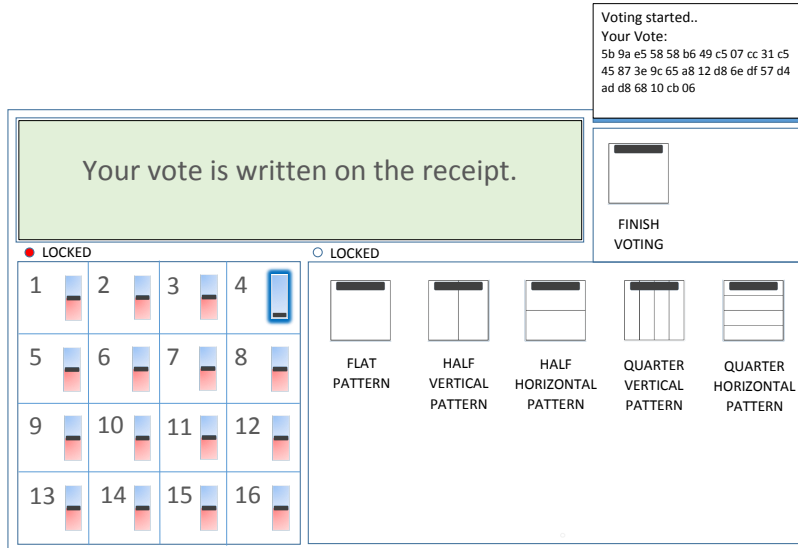 Voting started..
Your Vote:
5b 9a e5 58 58 b6 49 c5 07 cc 31 c5
45 87 3e 9c 65 a8 12 d8 6e df 57 d4
ad d8 68 10 cb 06
Your vote is written on the receipt.
FINISH
VOTING
LOCKED
LOCKED
1 2 3 4
5 6 7 8
9 10 11 12
13 14 15 16
FLAT
PATTERN
HALF
VERTICAL
PATTERN
HALF
HORIZONTAL
PATTERN
QUARTER
VERTICAL
PATTERN
QUARTER
HORIZONTAL
PATTERN